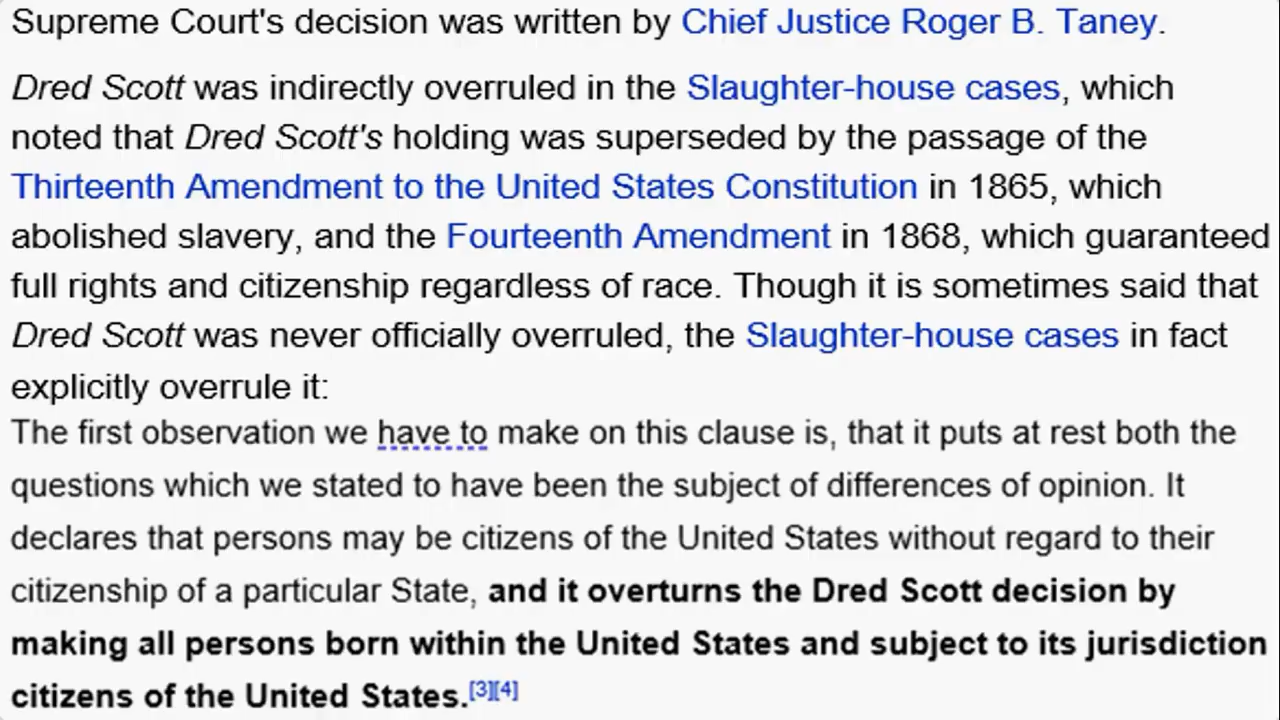 Supreme Court's decision was written by Chief Justice Roger B. Taney.
Dred Scott was indirectly overruled in the Slaughter-house cases, which
noted that Dred Scott's holding was superseded by the passage of the
Thirteenth Amendment to the United States Constitution in 1865, which
abolished slavery, and the Fourteenth Amendment in 1868, which guaranteed
full rights and citizenship regardless of race. Though it is sometimes said that
Dred Scott was never officially overruled, the Slaughter-house cases in fact
explicitly overrule it:
The first observation we have to make on this clause is, that it puts at rest both the
questions which we stated to have been the subject of differences of opinion. It
declares that persons may be citizens of the United States without regard to their
citizenship of a particular State, and it overturns the Dred Scott decision by
making all persons born within the United States and subject to its jurisdiction
citizens of the United States.[3][4]